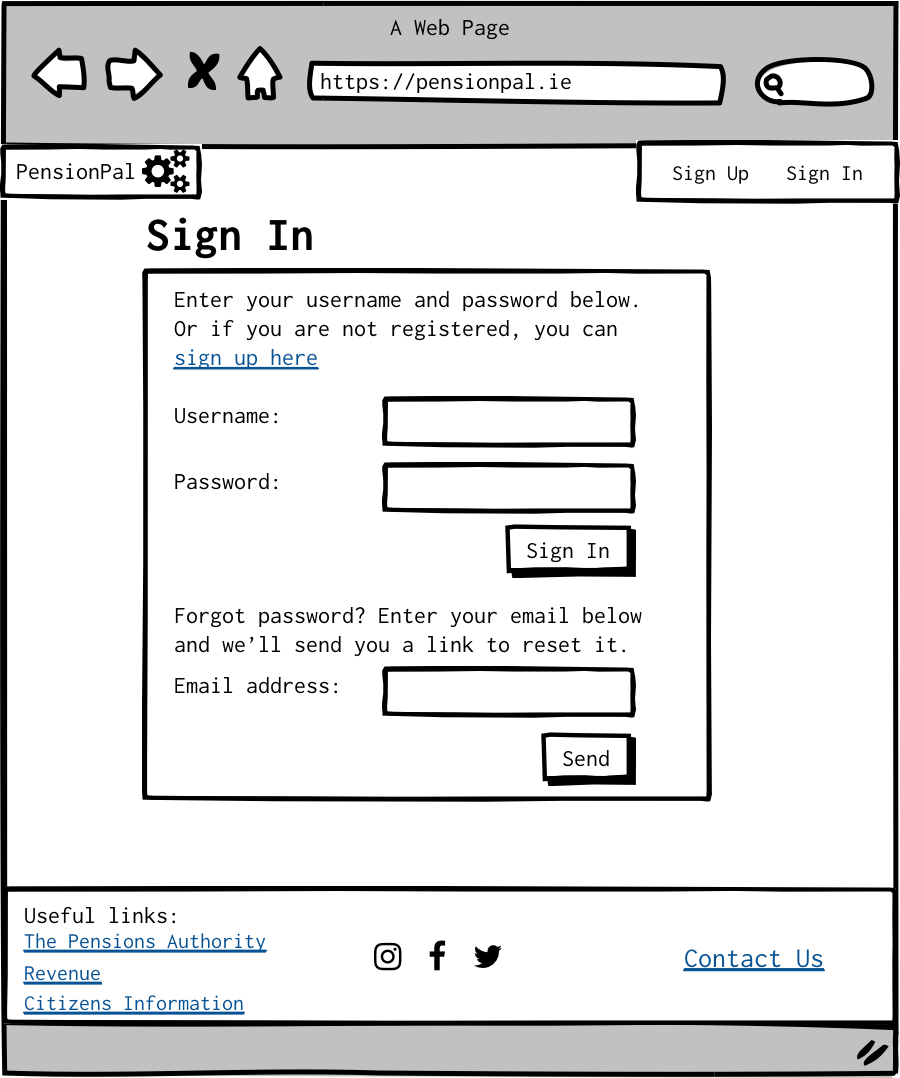 A Web Page
https://pensionpal.ie
PensionPal
Sign Up Sign In
Sign In
Enter your username and password below.
Or if you are not registered, you can
sign up here
Username:
Password:
Sign In
Forgot password? Enter your email below
and we’ll send you a link to reset it.
Email address:
Send
Useful links:
The Pensions Authority
Revenue
Citizens Information
Contact Us